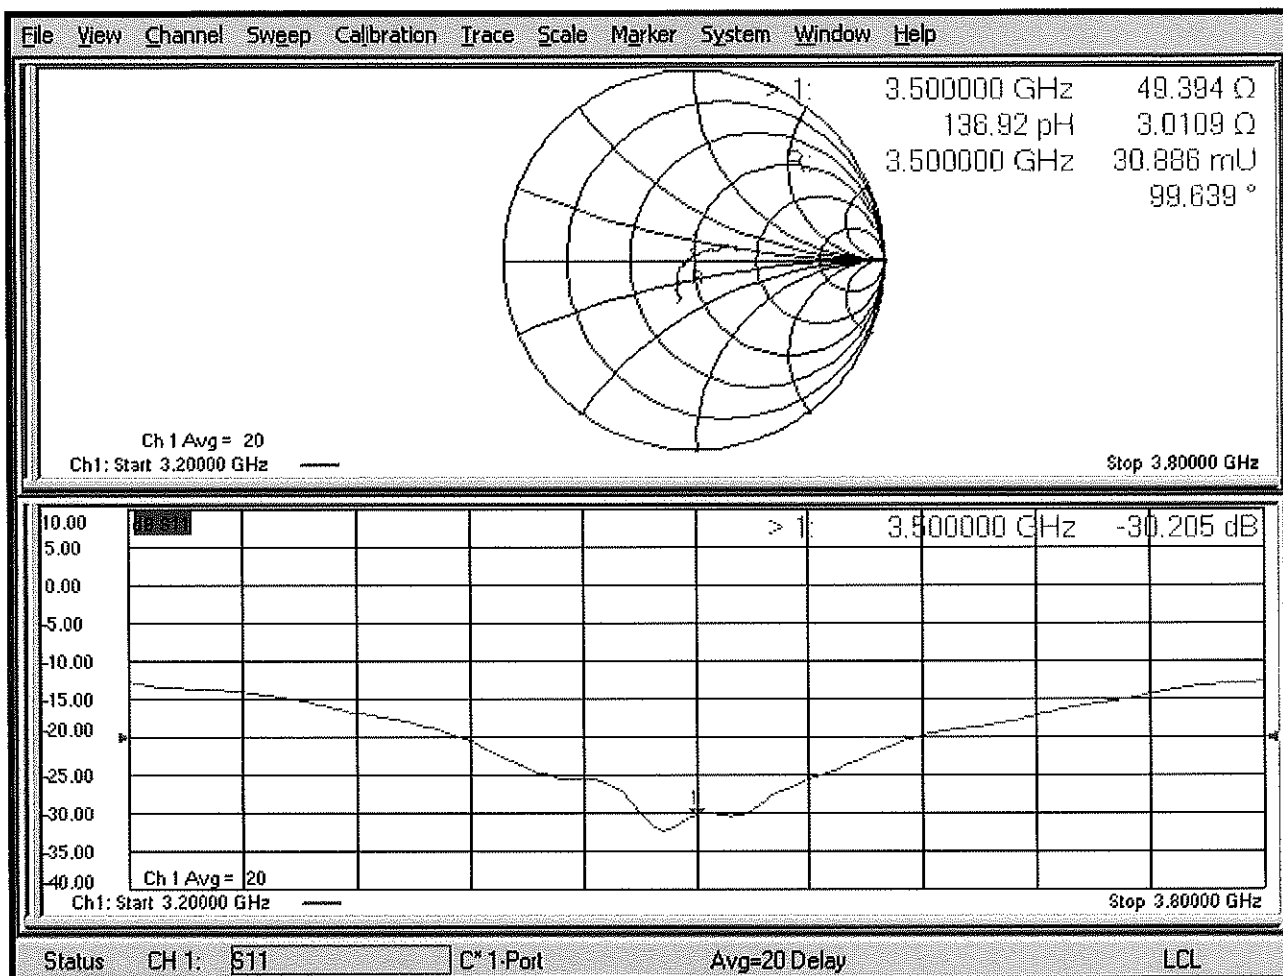 File View Channel Sweep Calibration Trace Scale Marker System Window Help
> 1: 3.500000 GHz 49.394 Ω
136.92 pH 3.0109 Ω
3.500000 GHz 30.886 mU
99.639 °
Ch 1 Avg = 20
Ch1: Start 3.20000 GHz Stop 3.80000 GHz
10.00
dB S11 > 1: 3.500000 GHz -30.205 dB
5.00
0.00
-5.00
-10.00
-15.00
-20.00
-25.00
-30.00
-35.00
-40.00
Ch 1 Avg = 20
Ch1: Start 3.20000 GHz Stop 3.80000 GHz
Status CH 1: S11 C* 1-Port Avg=20 Delay LCL